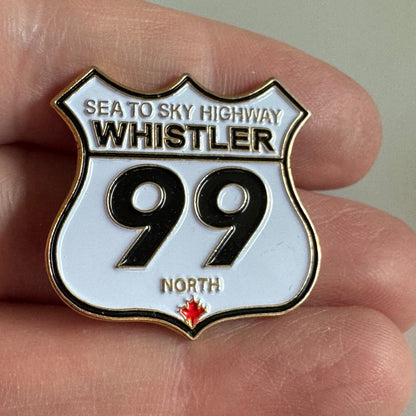 SEA TO SKY HIGHWAY
WHISTLER
99
NORTH